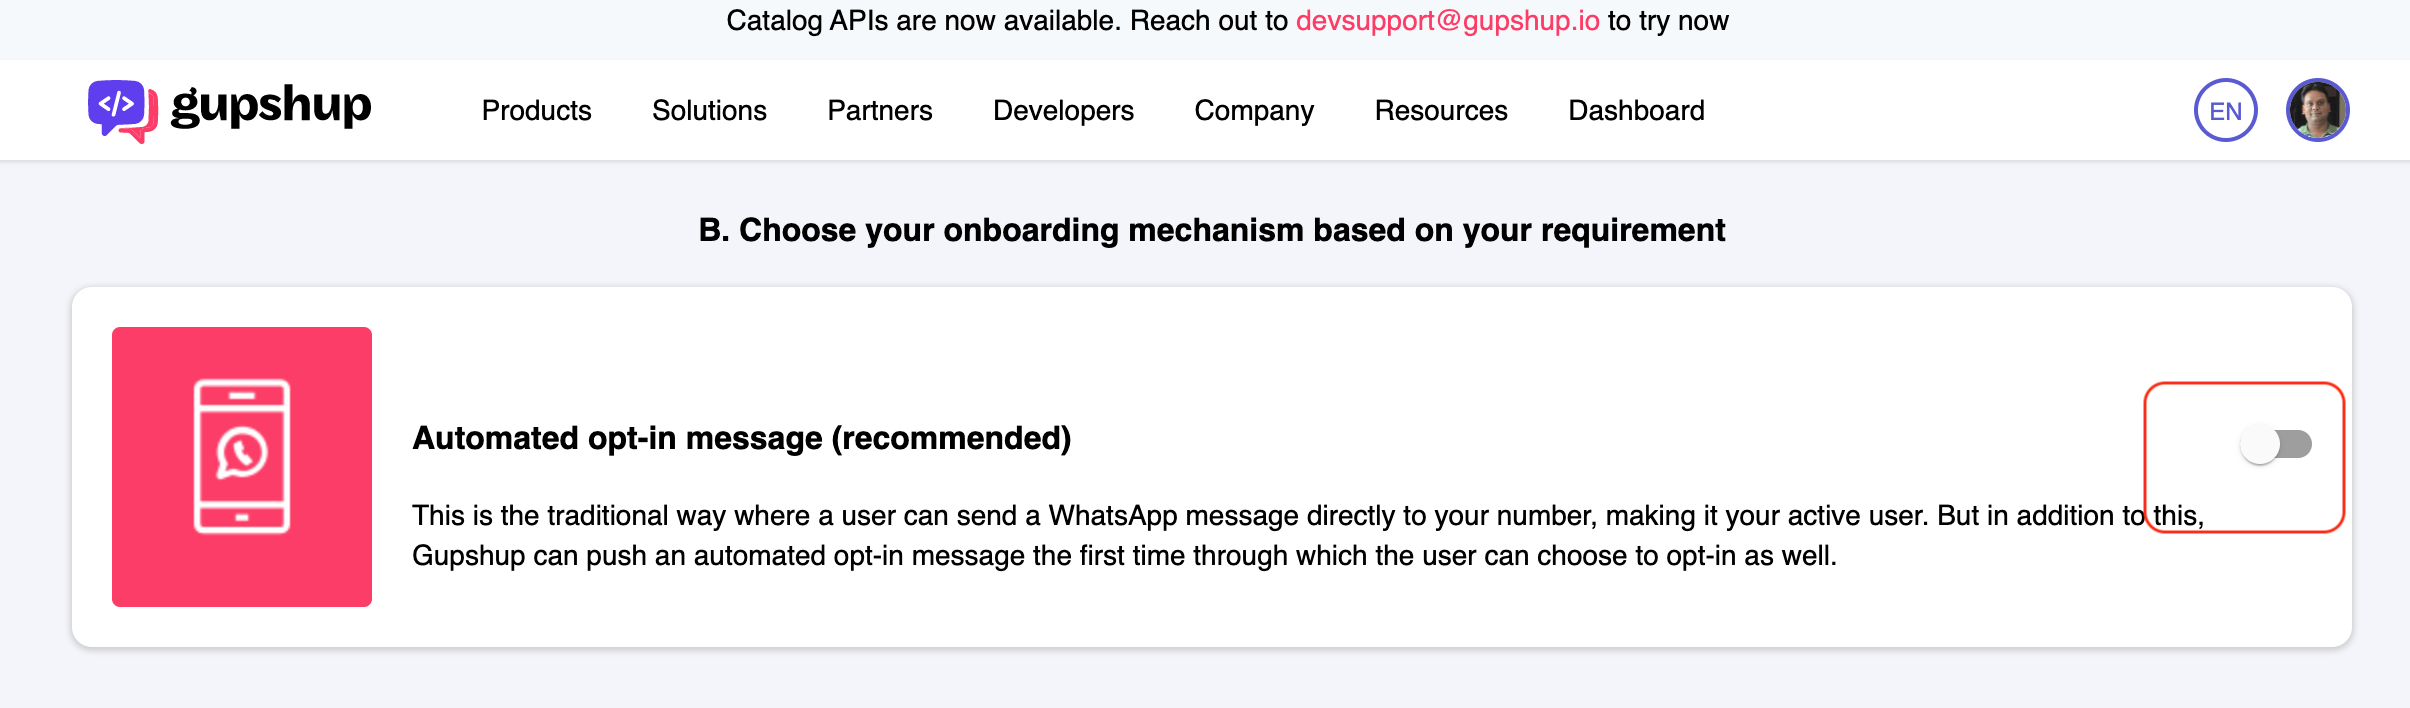 Catalog APIs are now available. Reach out to devsupport@gupshup.io to try now
</> gupshup
Products Solutions Partners Developers Company Resources Dashboard EN
B. Choose your onboarding mechanism based on your requirement
Automated opt-in message (recommended)
This is the traditional way where a user can send a WhatsApp message directly to your number, making it your active user. But in addition to this,
Gupshup can push an automated opt-in message the first time through which the user can choose to opt-in as well.